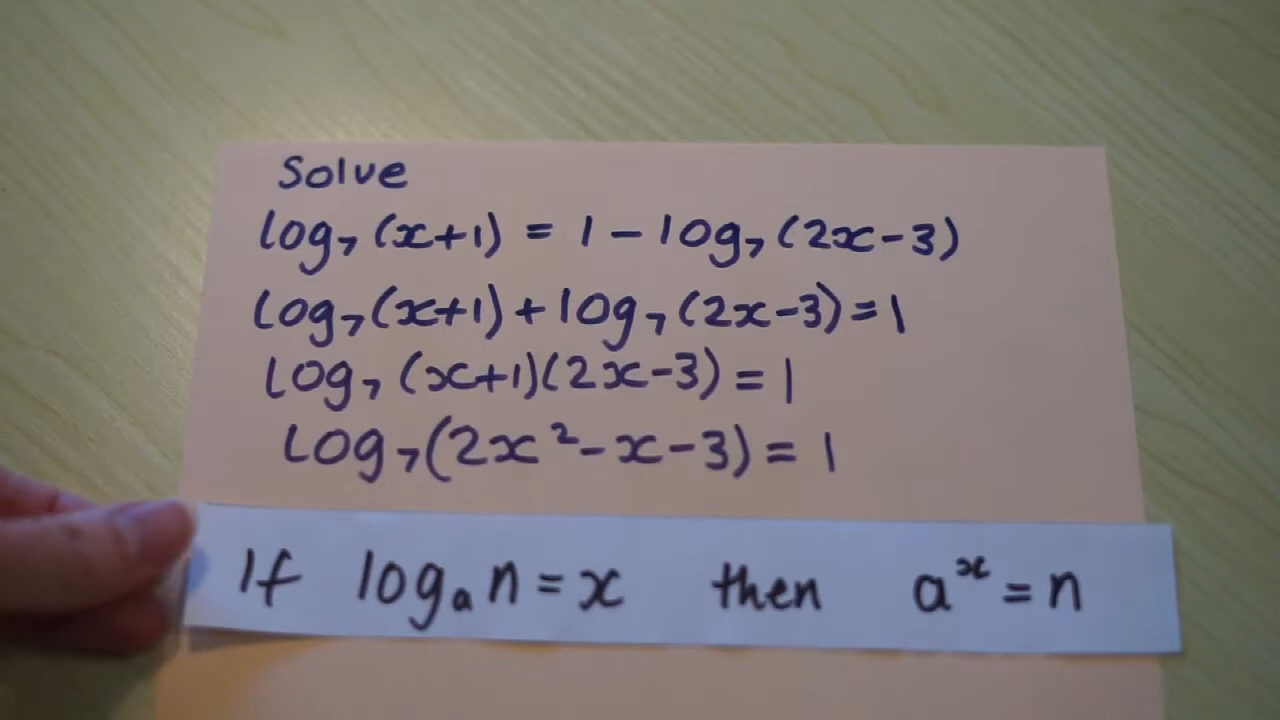 Solve
log₇(x+1) = 1 - log₇(2x-3)
log₇(x+1) + log₇(2x-3) = 1
log₇(x+1)(2x-3) = 1
log₇(2x²-x-3) = 1
If logₐn = x then aˣ = n